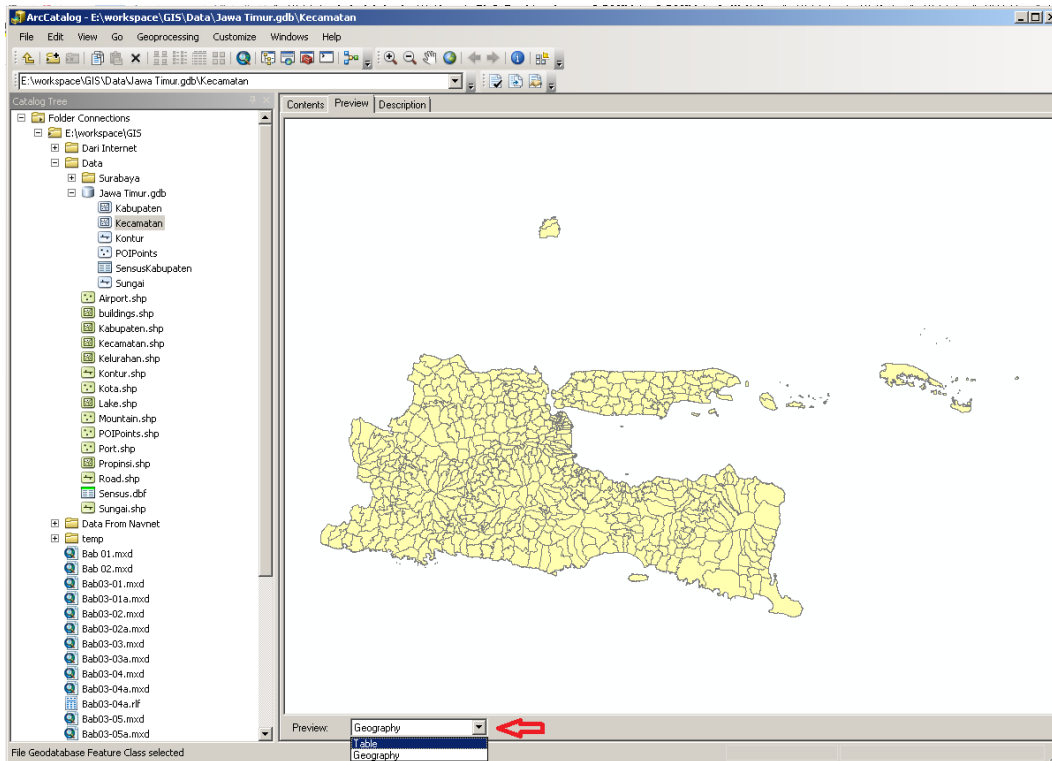 ArcCatalog - E:\workspace\GIS\Data\Jawa Timur.gdb\Kecamatan
File Edit View Go Geoprocessing Customize Windows Help
E:\workspace\GIS\Data\Jawa Timur.gdb\Kecamatan
Catalog Tree
Contents Preview Description
Folder Connections
E:\workspace\GIS
Dari Internet
Data
Surabaya
Jawa Timur.gdb
Kabupaten
Kecamatan
Kontur
POIPoints
SensusKabupaten
Sungai
Airport.shp
buildings.shp
Kabupaten.shp
Kecamatan.shp
Kelurahan.shp
Kontur.shp
Kota.shp
Lake.shp
Mountain.shp
POIPoints.shp
Port.shp
Propinsi.shp
Road.shp
Sensus.dbf
Sungai.shp
Data From Navnet
temp
Bab 01.mxd
Bab 02.mxd
Bab03-01.mxd
Bab03-01a.mxd
Bab03-02.mxd
Bab03-02a.mxd
Bab03-03.mxd
Bab03-03a.mxd
Bab03-04.mxd
Bab03-04a.mxd
Bab03-04a.rlf
Bab03-05.mxd
Bab03-05a.mxd
Preview: Geography
Table
Geography
File Geodatabase Feature Class selected